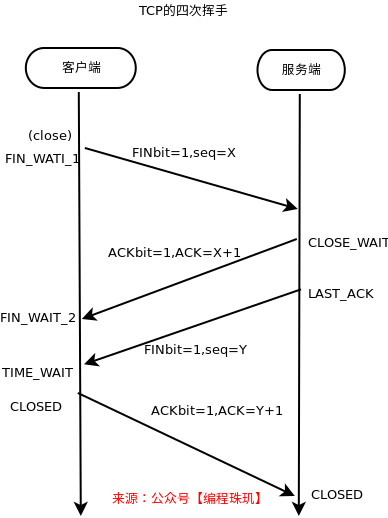 TCP的四次挥手
客户端
服务端
(close)
FINbit=1,seq=X
FIN_WATI_1
CLOSE_WAIT
ACKbit=1,ACK=X+1
LAST_ACK
FIN_WAIT_2
FINbit=1,seq=Y
TIME_WAIT
CLOSED
ACKbit=1,ACK=Y+1
CLOSED
来源：公众号【编程珠玑】